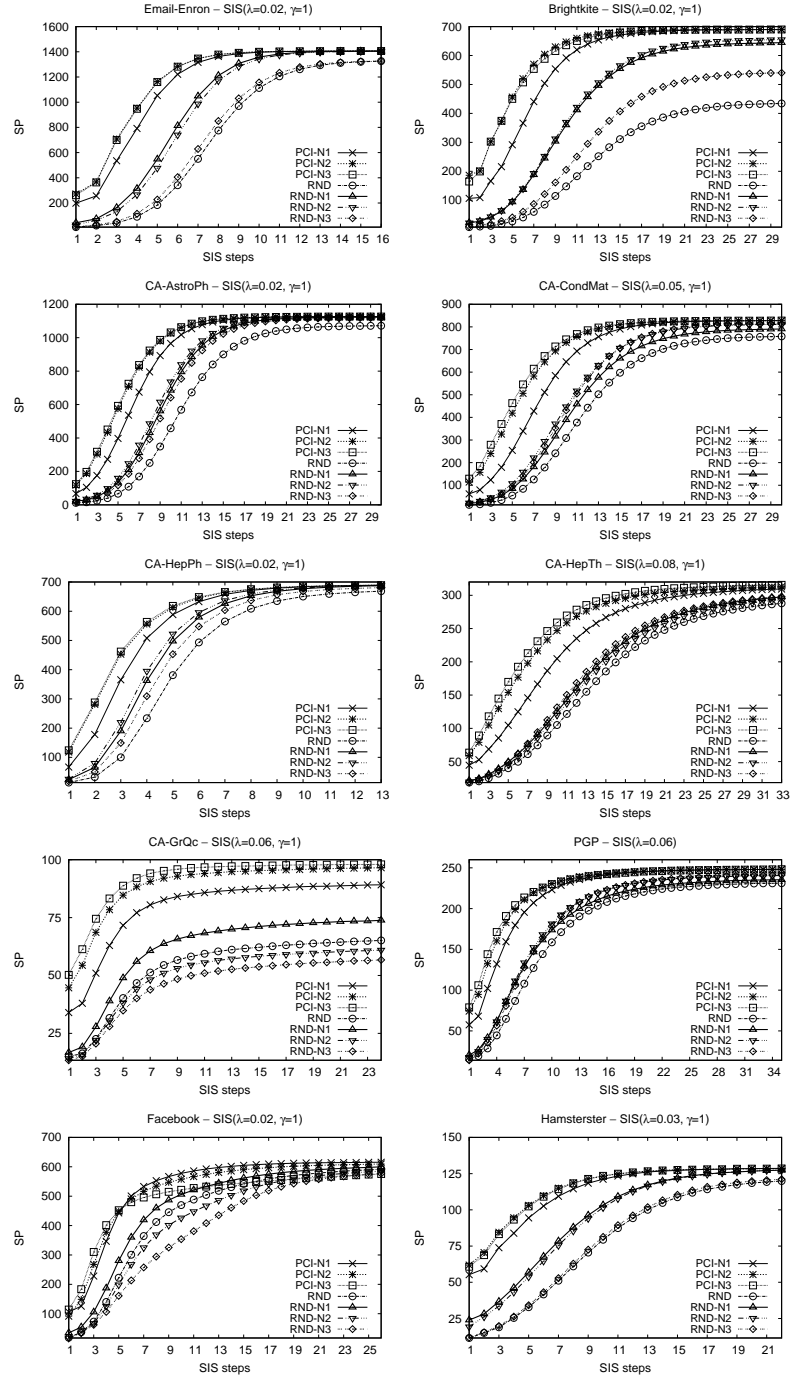 Email-Enron – SIS(λ=0.02, γ=1)
1600
1400
1200
1000
800
600
400
200
SP
PCI-N1
PCI-N2
PCI-N3
RND
RND-N1
RND-N2
RND-N3
1 2 3 4 5 6 7 8 9 10 11 12 13 14 15 16
SIS steps
Brightkite – SIS(λ=0.02, γ=1)
700
600
500
400
300
200
100
SP
PCI-N1
PCI-N2
PCI-N3
RND
RND-N1
RND-N2
RND-N3
1 3 5 7 9 11 13 15 17 19 21 23 25 27 29
SIS steps
CA-AstroPh – SIS(λ=0.02, γ=1)
1200
1000
800
600
400
200
0
SP
PCI-N1
PCI-N2
PCI-N3
RND
RND-N1
RND-N2
RND-N3
1 3 5 7 9 11 13 15 17 19 21 23 25 27 29
SIS steps
CA-CondMat – SIS(λ=0.05, γ=1)
900
800
700
600
500
400
300
200
100
SP
PCI-N1
PCI-N2
PCI-N3
RND
RND-N1
RND-N2
RND-N3
1 3 5 7 9 11 13 15 17 19 21 23 25 27 29
SIS steps
CA-HepPh – SIS(λ=0.02, γ=1)
700
600
500
400
300
200
100
SP
PCI-N1
PCI-N2
PCI-N3
RND
RND-N1
RND-N2
RND-N3
1 2 3 4 5 6 7 8 9 10 11 12 13
SIS steps
CA-HepTh – SIS(λ=0.08, γ=1)
300
250
200
150
100
50
SP
PCI-N1
PCI-N2
PCI-N3
RND
RND-N1
RND-N2
RND-N3
1 3 5 7 9 11 13 15 17 19 21 23 25 27 29 31 33
SIS steps
CA-GrQc – SIS(λ=0.06, γ=1)
100
75
50
25
SP
PCI-N1
PCI-N2
PCI-N3
RND
RND-N1
RND-N2
RND-N3
1 3 5 7 9 11 13 15 17 19 21 23
SIS steps
PGP – SIS(λ=0.06)
250
200
150
100
50
SP
PCI-N1
PCI-N2
PCI-N3
RND
RND-N1
RND-N2
RND-N3
1 4 7 10 13 16 19 22 25 28 31 34
SIS steps
Facebook – SIS(λ=0.02, γ=1)
700
600
500
400
300
200
100
SP
PCI-N1
PCI-N2
PCI-N3
RND
RND-N1
RND-N2
RND-N3
1 3 5 7 9 11 13 15 17 19 21 23 25
SIS steps
Hamsterster – SIS(λ=0.03, γ=1)
150
125
100
75
50
25
SP
PCI-N1
PCI-N2
PCI-N3
RND
RND-N1
RND-N2
RND-N3
1 3 5 7 9 11 13 15 17 19 21
SIS steps